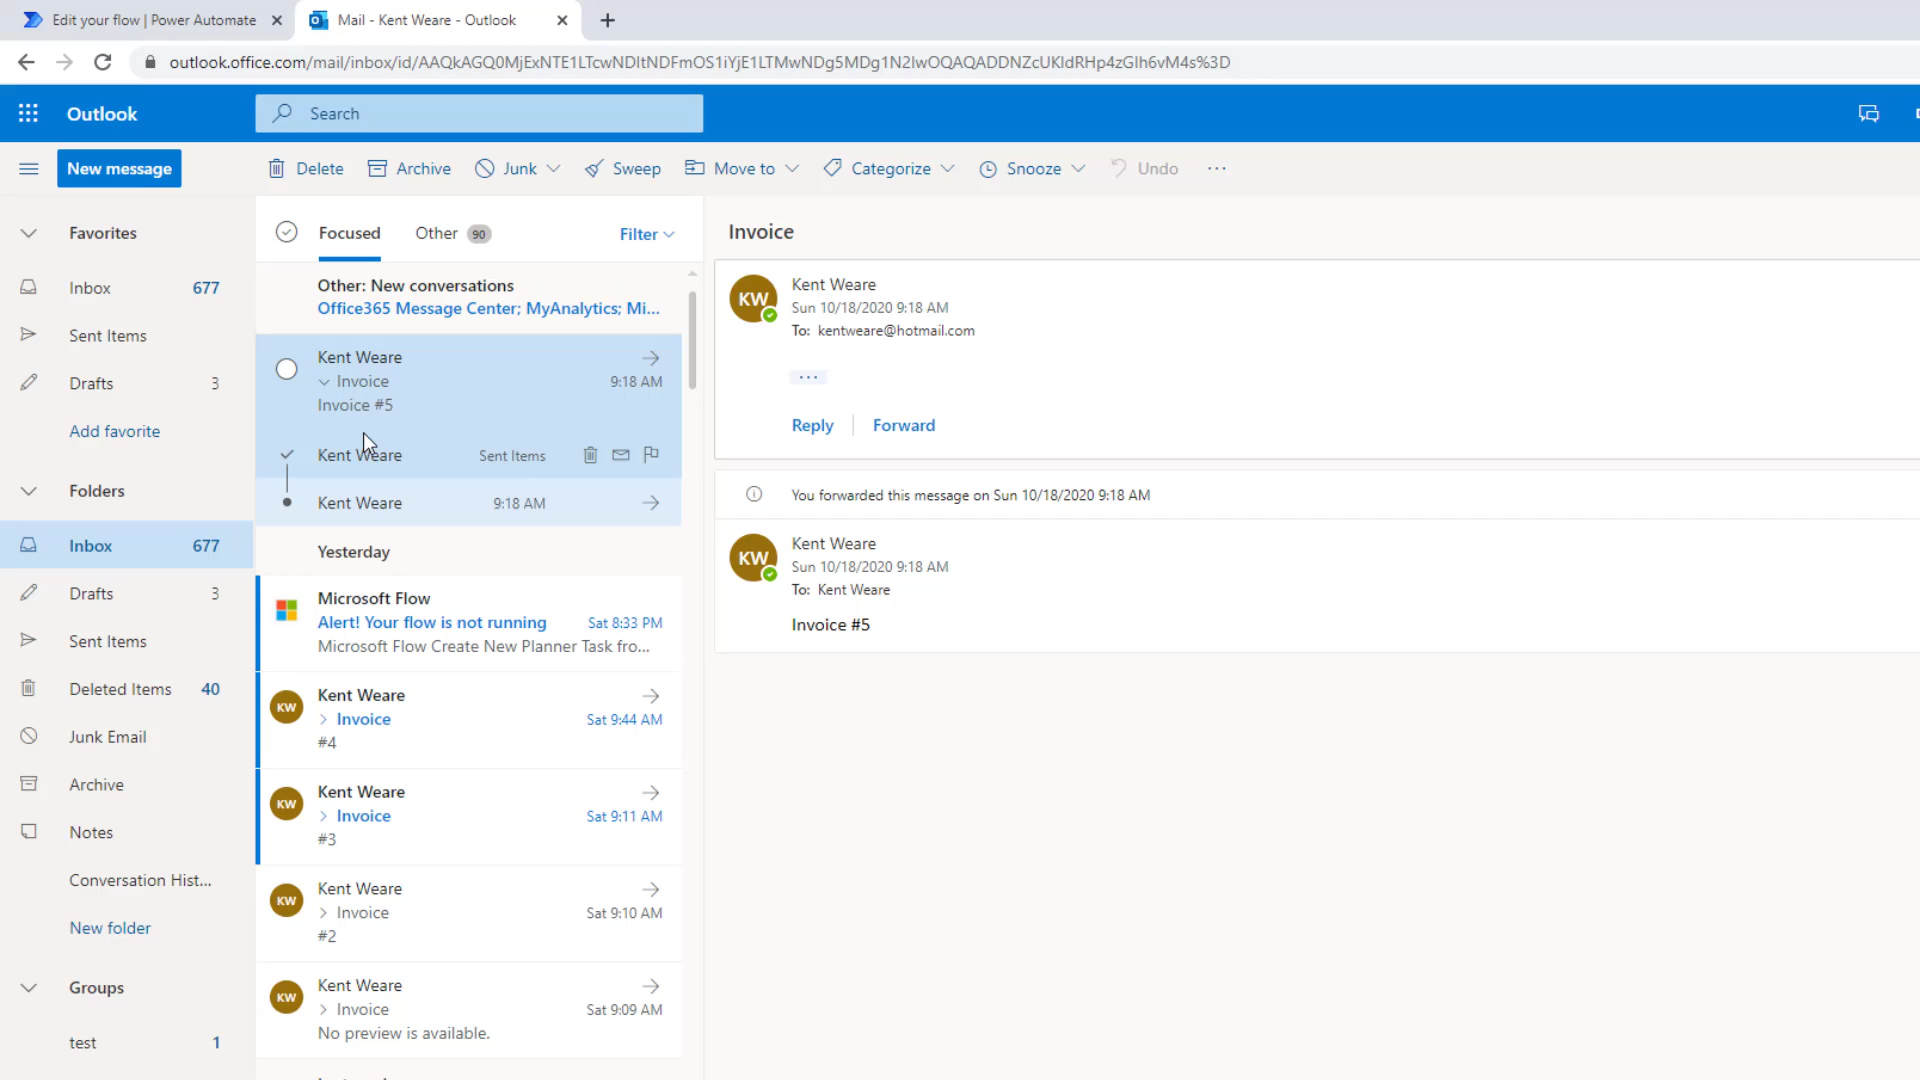 Edit your flow | Power Automate
Mail - Kent Weare - Outlook
outlook.office.com/mail/inbox/id/AAQkAGQ0MjExNTE1LTcwNDItNDFmOS1iYjE1LTMwNDg5MDg1N2IwOQAQADDNZcUKIdRHp4zGIh6vM4s%3D
Outlook
Search
New message
Delete
Archive
Junk
Sweep
Move to
Categorize
Snooze
Undo
Favorites
Inbox 677
Sent Items
Drafts 3
Add favorite
Folders
Inbox 677
Drafts 3
Sent Items
Deleted Items 40
Junk Email
Archive
Notes
Conversation Hist...
New folder
Groups
test 1
Focused
Other 90
Filter
Other: New conversations
Office365 Message Center; MyAnalytics; Mi...
Kent Weare
Invoice 9:18 AM
Invoice #5
Kent Weare Sent Items
Kent Weare 9:18 AM
Yesterday
Microsoft Flow
Alert! Your flow is not running Sat 8:33 PM
Microsoft Flow Create New Planner Task fro...
KW
Kent Weare
Invoice Sat 9:44 AM
#4
KW
Kent Weare
Invoice Sat 9:11 AM
#3
KW
Kent Weare
Invoice Sat 9:10 AM
#2
KW
Kent Weare
Invoice Sat 9:09 AM
No preview is available.
Invoice
KW
Kent Weare
Sun 10/18/2020 9:18 AM
To: kentweare@hotmail.com
...
Reply
Forward
You forwarded this message on Sun 10/18/2020 9:18 AM
KW
Kent Weare
Sun 10/18/2020 9:18 AM
To: Kent Weare
Invoice #5